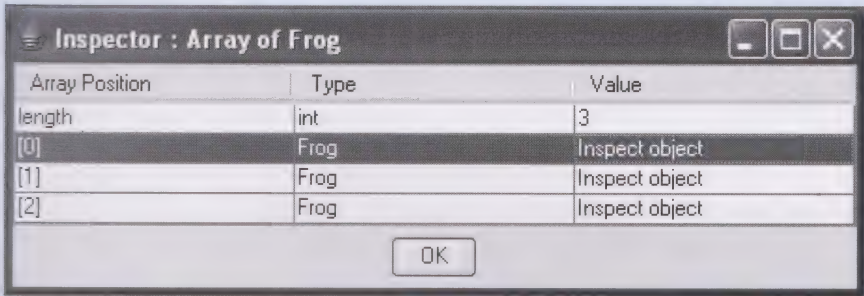 Inspector : Array of Frog
Array Position Type Value
length int 3
[0] Frog Inspect object
[1] Frog Inspect object
[2] Frog Inspect object
OK